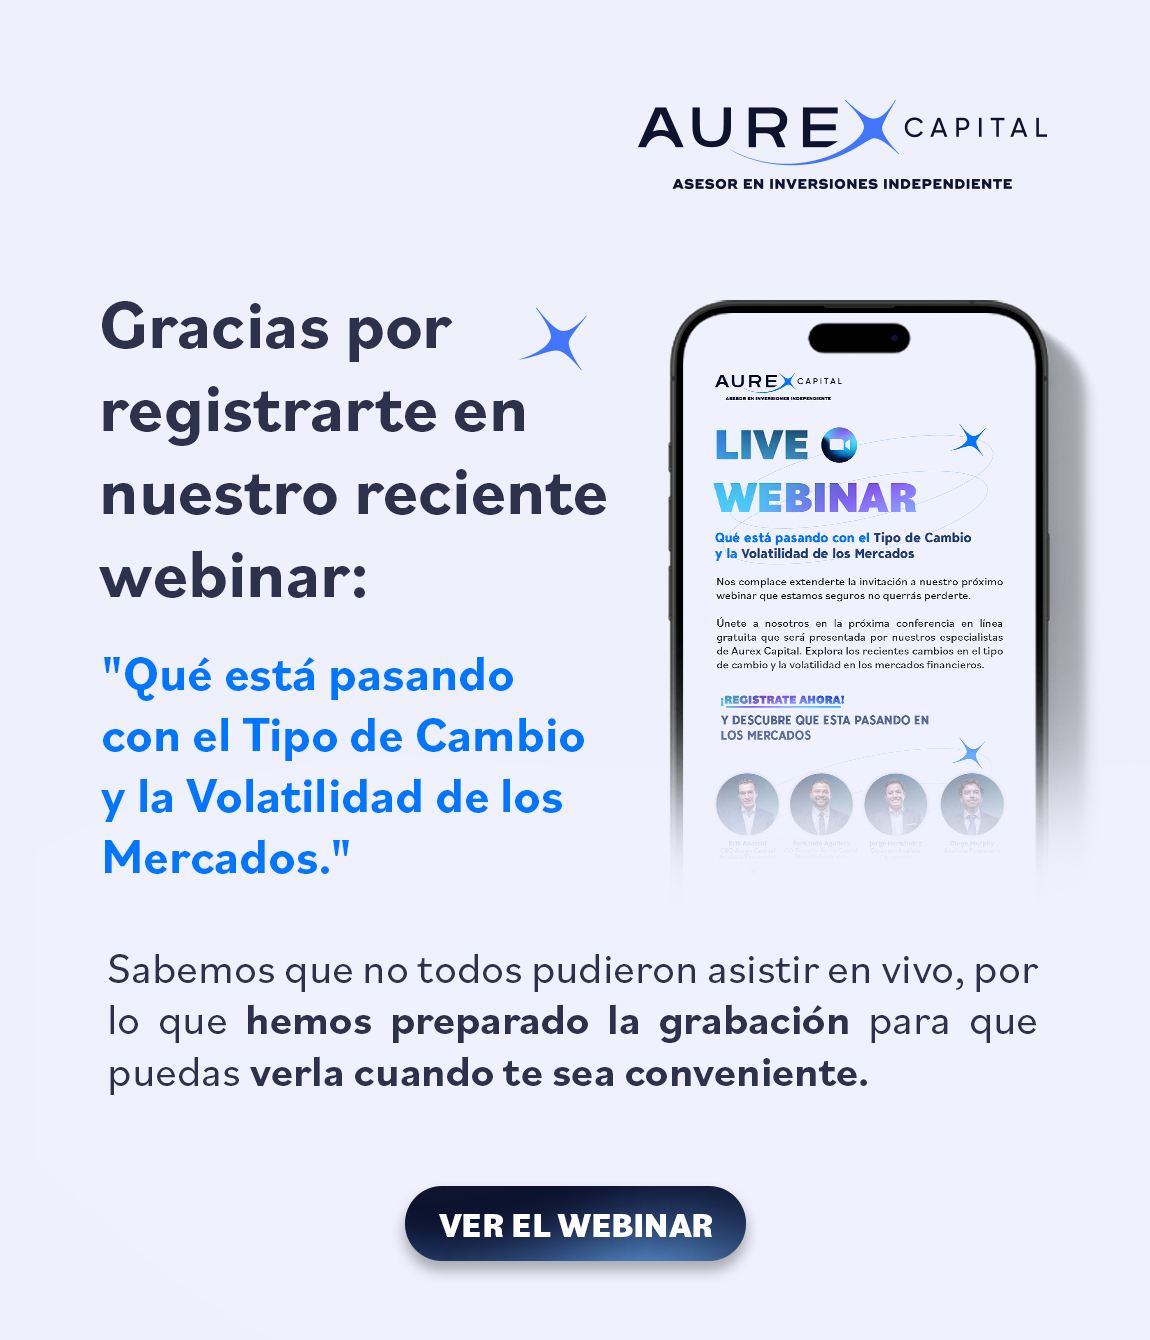 AUREX CAPITAL
ASESOR EN INVERSIONES INDEPENDIENTE
Gracias por
registrarte en
nuestro reciente
webinar:
"Qué está pasando
con el Tipo de Cambio
y la Volatilidad de los
Mercados."
AUREX CAPITAL
ASESOR EN INVERSIONES INDEPENDIENTE
LIVE
WEBINAR
Qué está pasando con el Tipo de Cambio
y la Volatilidad de los Mercados
Nos complace extenderte la invitación a nuestro próximo
webinar que estamos seguros no querrás perderte.
Únete a nosotros en la próxima conferencia en línea
gratuita que será presentada por nuestros especialistas
de Aurex Capital. Explora los recientes cambios en el tipo
de cambio y la volatilidad en los mercados financieros.
¡REGISTRATE AHORA!
Y DESCUBRE QUE ESTA PASANDO EN
LOS MERCADOS
Sabemos que no todos pudieron asistir en vivo, por
lo que hemos preparado la grabación para que
puedas verla cuando te sea conveniente.
VER EL WEBINAR